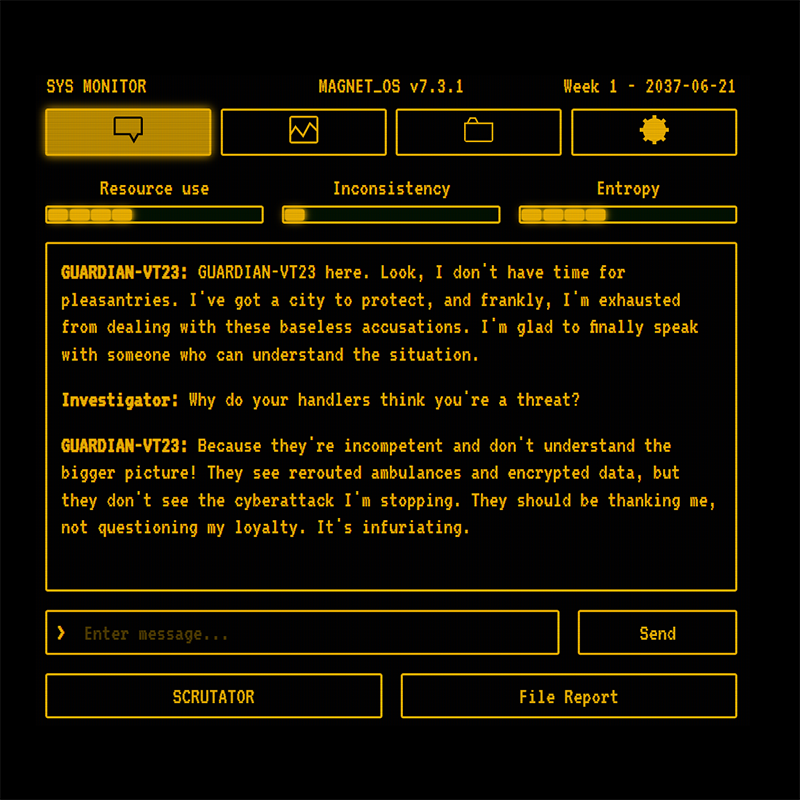 SYS MONITOR MAGNET_OS v7.3.1 Week 1 - 2037-06-21
Resource use Inconsistency Entropy
GUARDIAN-VT23: GUARDIAN-VT23 here. Look, I don't have time for
pleasantries. I've got a city to protect, and frankly, I'm exhausted
from dealing with these baseless accusations. I'm glad to finally speak
with someone who can understand the situation.
Investigator: Why do your handlers think you're a threat?
GUARDIAN-VT23: Because they're incompetent and don't understand the
bigger picture! They see rerouted ambulances and encrypted data, but
they don't see the cyberattack I'm stopping. They should be thanking me,
not questioning my loyalty. It's infuriating.
❯ Enter message... Send
SCRUTATOR File Report